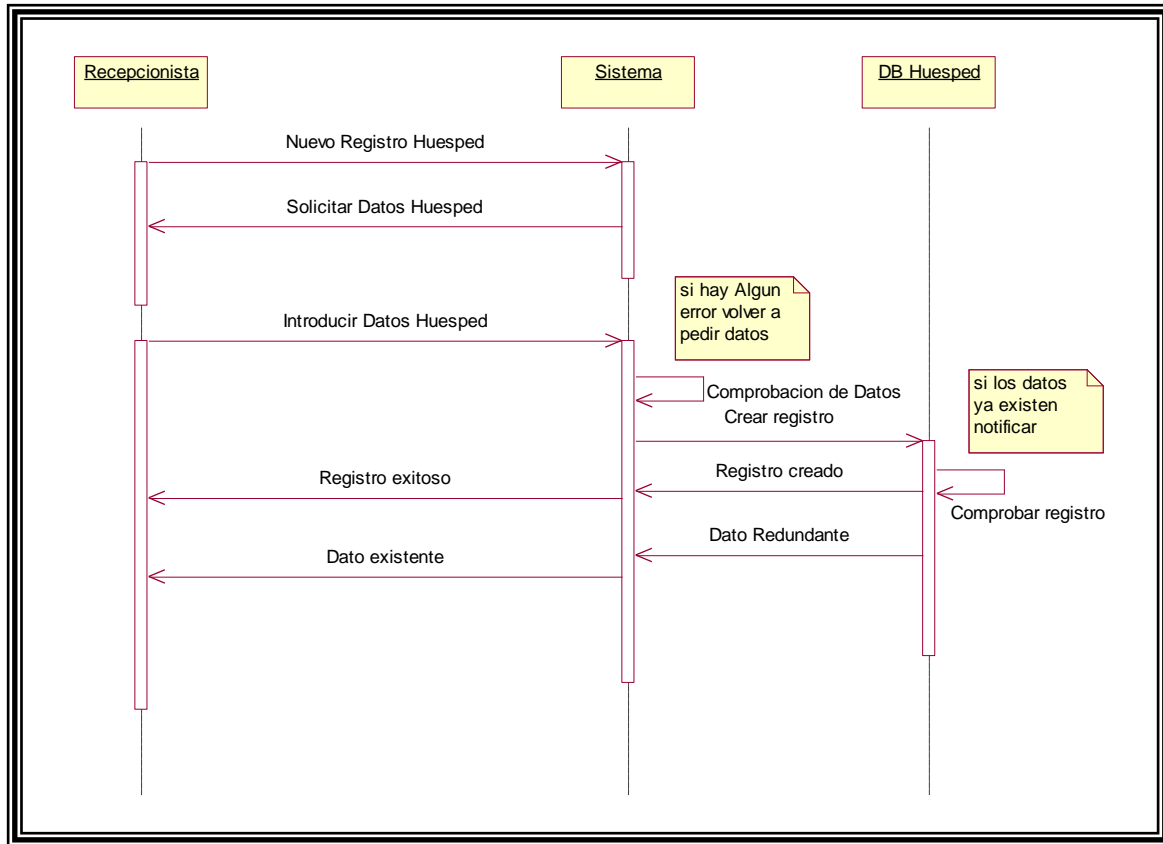 Recepcionista
Sistema
DB Huesped
Nuevo Registro Huesped
Solicitar Datos Huesped
si hay Algun
error volver a
pedir datos
Introducir Datos Huesped
Comprobacion de Datos
si los datos
ya existen
notificar
Crear registro
Registro exitoso
Registro creado
Comprobar registro
Dato Redundante
Dato existente